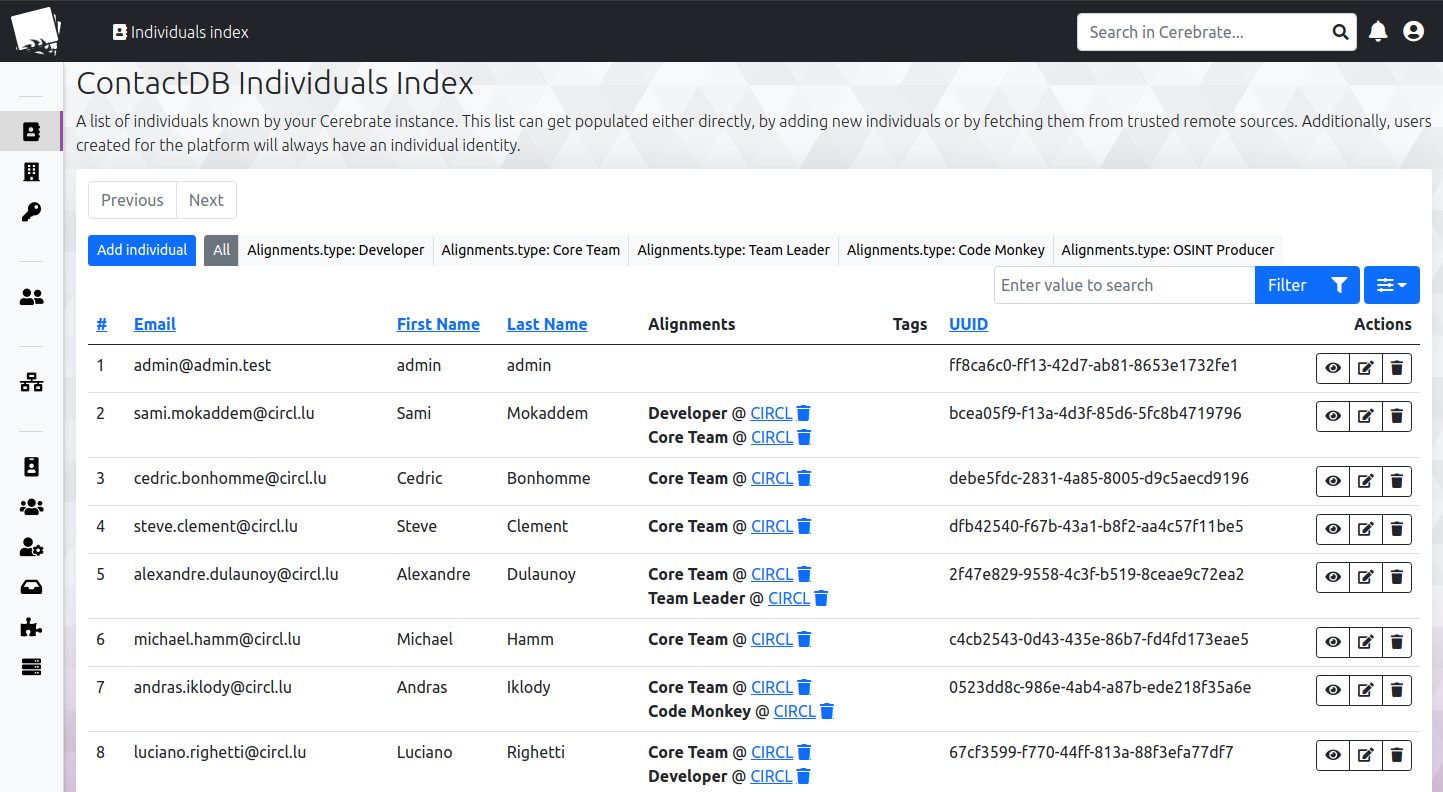 Individuals index
Search in Cerebrate...
ContactDB Individuals Index
A list of individuals known by your Cerebrate instance. This list can get populated either directly, by adding new individuals or by fetching them from trusted remote sources. Additionally, users
created for the platform will always have an individual identity.
Previous Next
Add individual All Alignments.type: Developer Alignments.type: Core Team Alignments.type: Team Leader Alignments.type: Code Monkey Alignments.type: OSINT Producer
Enter value to search Filter
# Email First Name Last Name Alignments Tags UUID Actions
1 admin@admin.test admin admin ff8ca6c0-ff13-42d7-ab81-8653e1732fe1
2 sami.mokaddem@circl.lu Sami Mokaddem Developer @ CIRCL bcea05f9-f13a-4d3f-85d6-5fc8b4719796
Core Team @ CIRCL
3 cedric.bonhomme@circl.lu Cedric Bonhomme Core Team @ CIRCL debe5fdc-2831-4a85-8005-d9c5aecd9196
4 steve.clement@circl.lu Steve Clement Core Team @ CIRCL dfb42540-f67b-43a1-b8f2-aa4c57f11be5
5 alexandre.dulaunoy@circl.lu Alexandre Dulaunoy Core Team @ CIRCL 2f47e829-9558-4c3f-b519-8ceae9c72ea2
Team Leader @ CIRCL
6 michael.hamm@circl.lu Michael Hamm Core Team @ CIRCL c4cb2543-0d43-435e-86b7-fd4fd173eae5
7 andras.iklody@circl.lu Andras Iklody Core Team @ CIRCL 0523dd8c-986e-4ab4-a87b-ede218f35a6e
Code Monkey @ CIRCL
8 luciano.righetti@circl.lu Luciano Righetti Core Team @ CIRCL 67cf3599-f770-44ff-813a-88f3efa77df7
Developer @ CIRCL